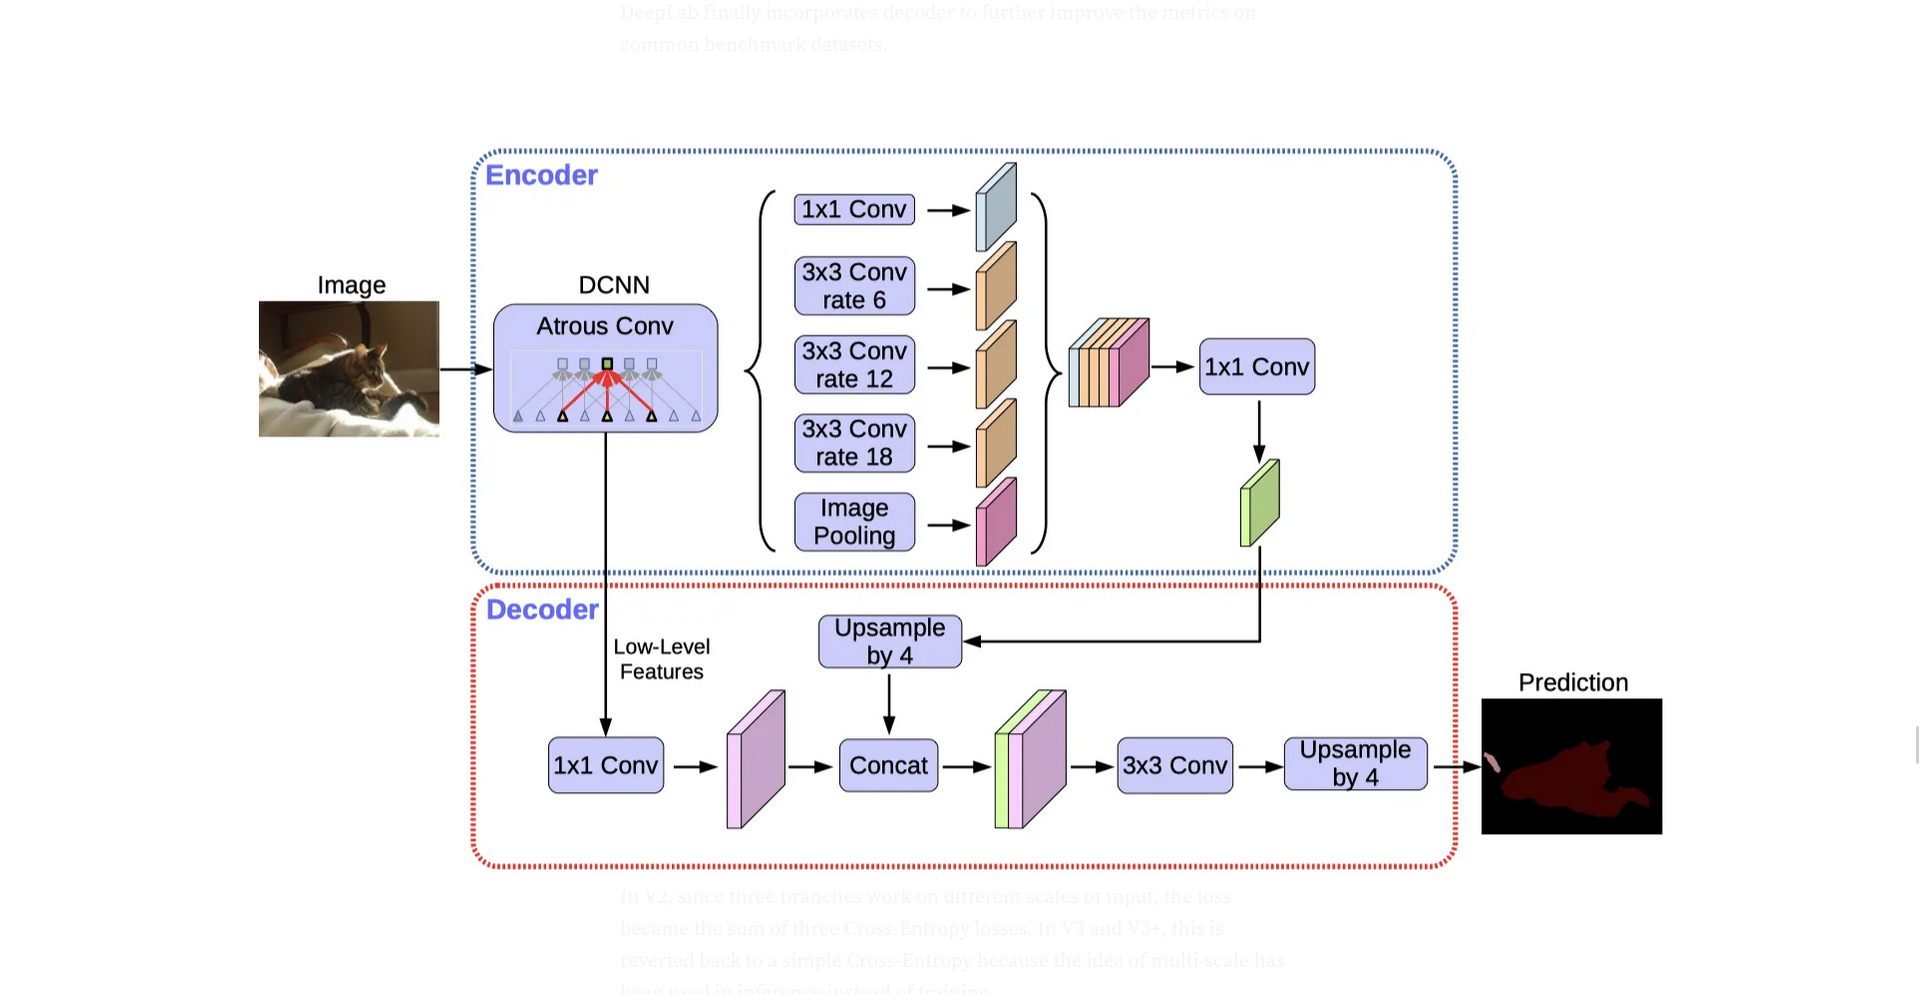 DeepLab finally incorporates decoder to further improve the metrics on
common benchmark datasets.
Encoder
Image
DCNN
Atrous Conv
1x1 Conv
3x3 Conv
rate 6
3x3 Conv
rate 12
3x3 Conv
rate 18
Image
Pooling
1x1 Conv
Decoder
Low-Level
Features
Upsample
by 4
1x1 Conv
Concat
3x3 Conv
Upsample
by 4
Prediction
In V2, since three branches work on different scales of input, the loss
became the sum of three Cross-Entropy losses. In V3 and V3+, this is
reverted back to a simple Cross-Entropy because the idea of multi-scale has
been used in inference instead of training.